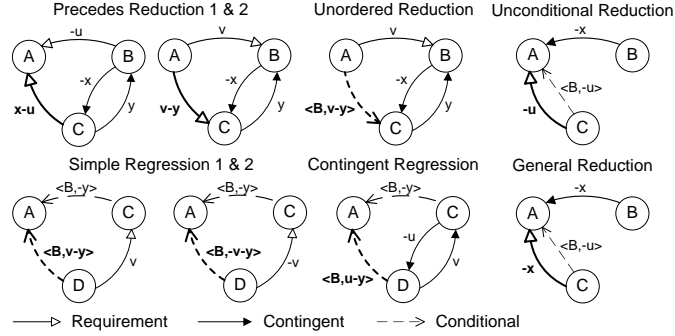 Precedes Reduction 1 & 2
Unordered Reduction
Unconditional Reduction
A
-u
B
-x
x-u
y
C
A
v
B
-x
v-y
y
C
A
v
B
-x
<B,v-y>
y
C
A
-x
B
<B,-u>
-u
C
Simple Regression 1 & 2
Contingent Regression
General Reduction
<B,-y>
A
C
<B,v-y>
v
D
<B,-y>
A
C
<B,-v-y>
-v
D
<B,-y>
A
C
-u
<B,u-y>
v
D
-x
A
B
<B,-u>
-x
C
Requirement
Contingent
Conditional